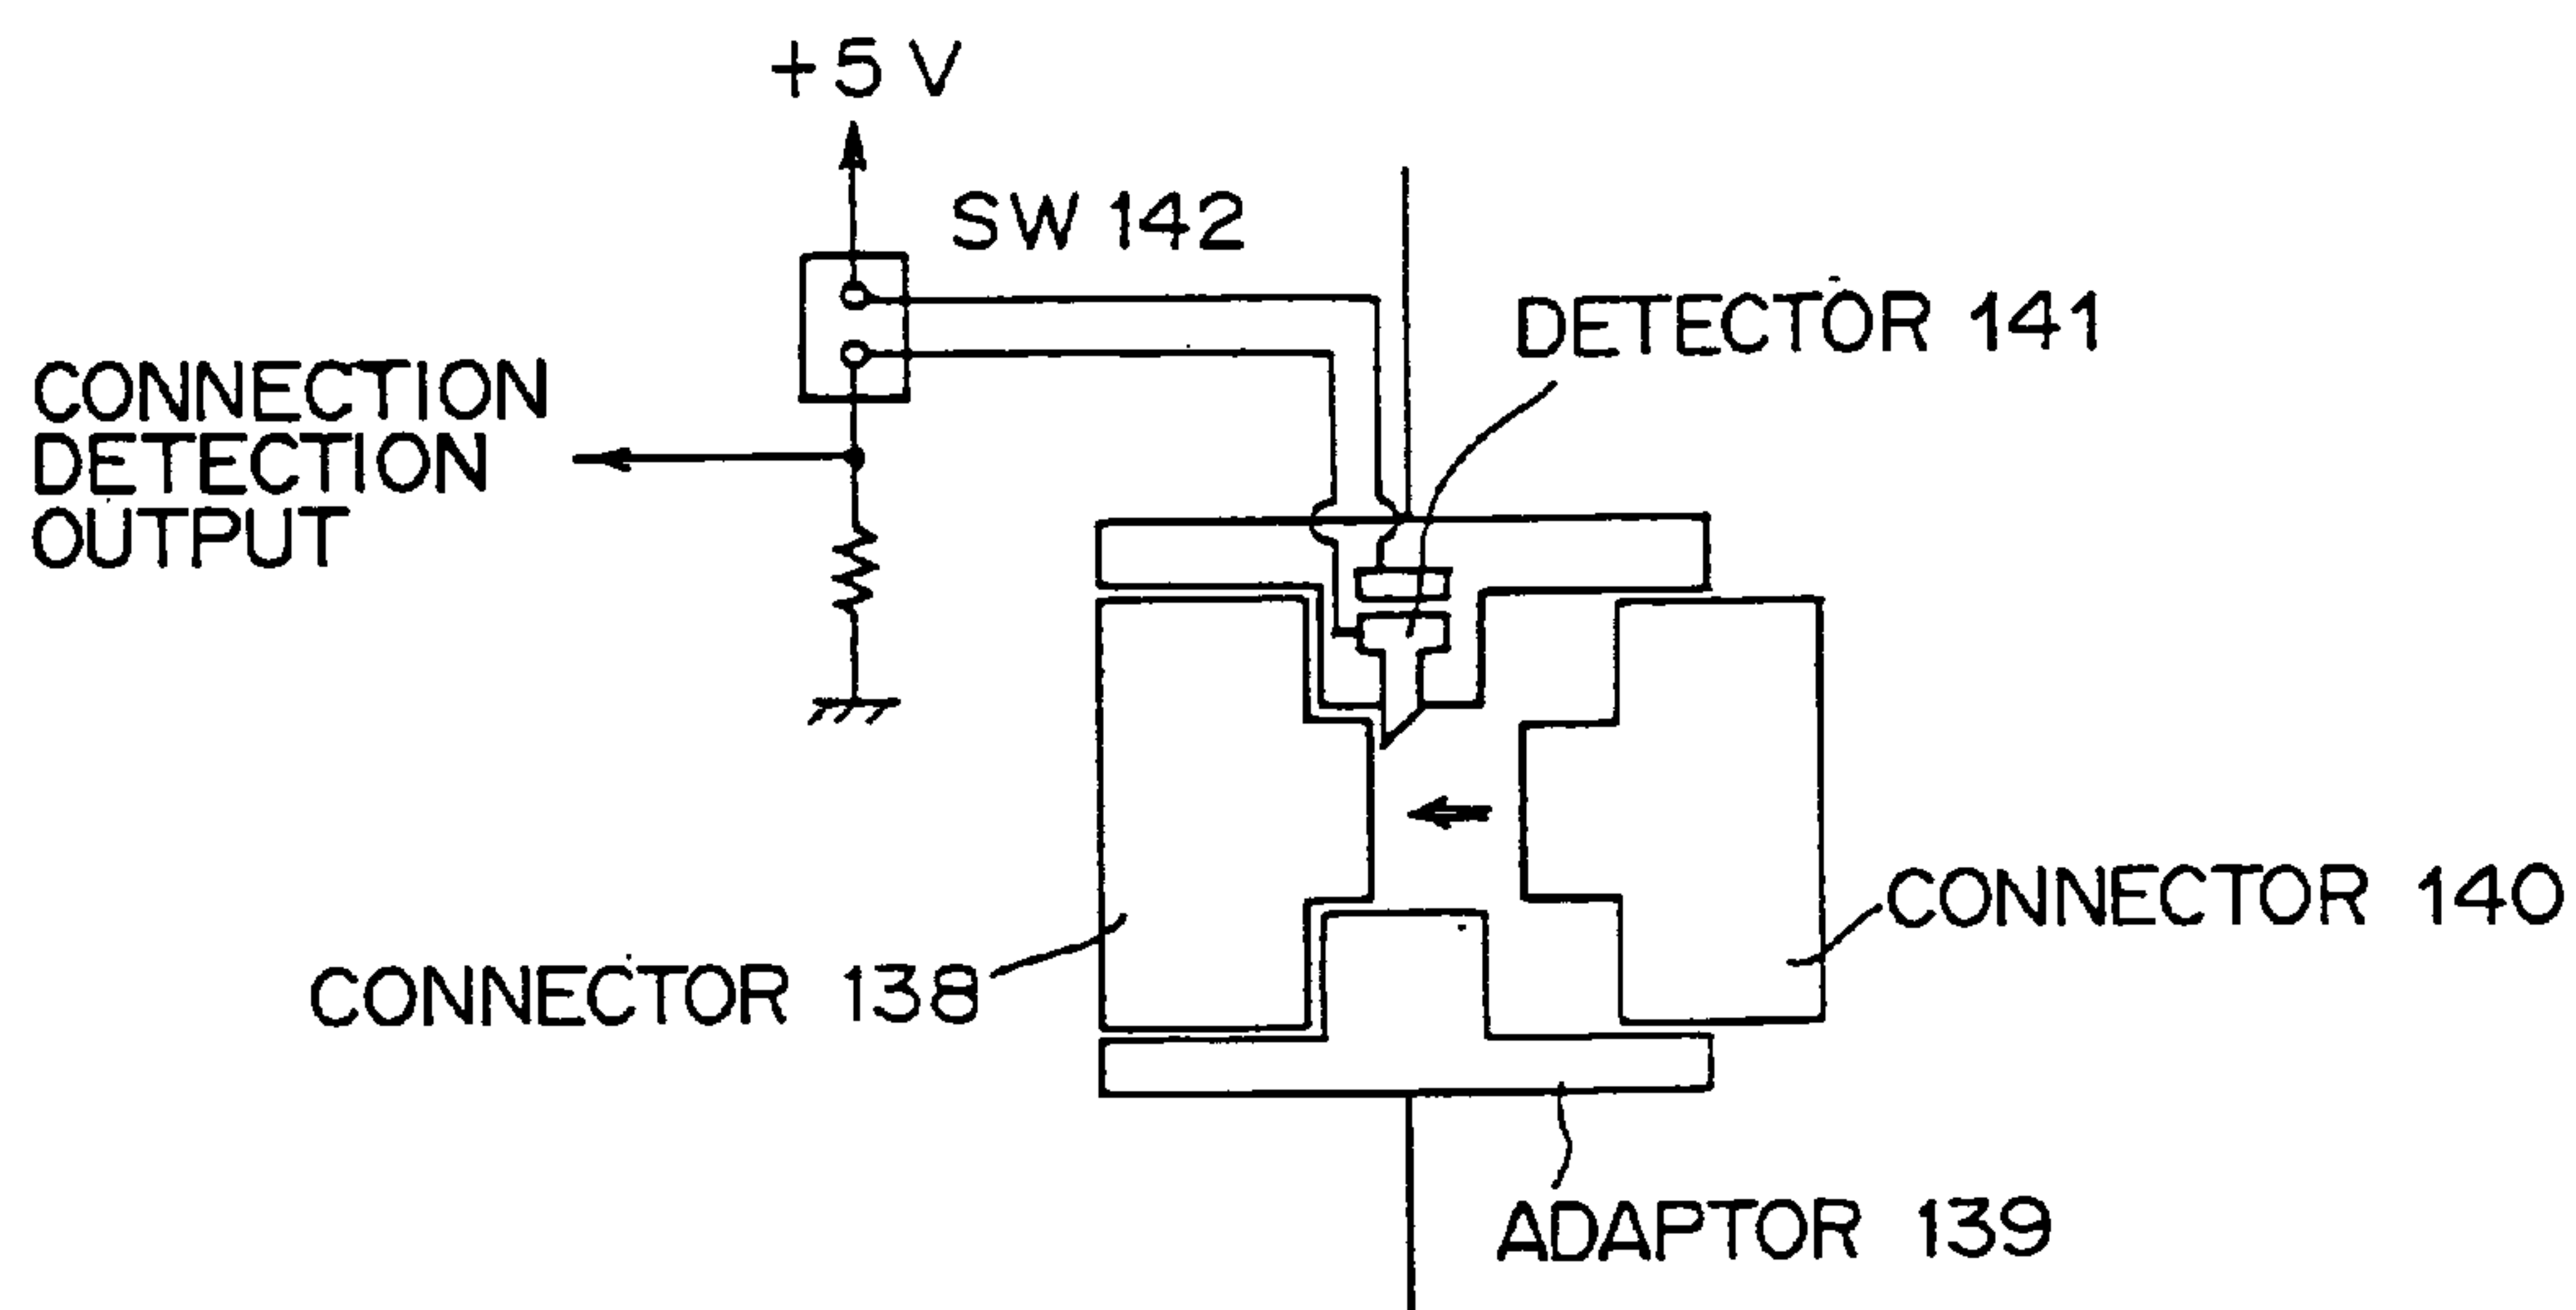 +5V
SW 142
DETECTOR 141
CONNECTION
DETECTION
OUTPUT
CONNECTOR 140
CONNECTOR 138
ADAPTOR 139